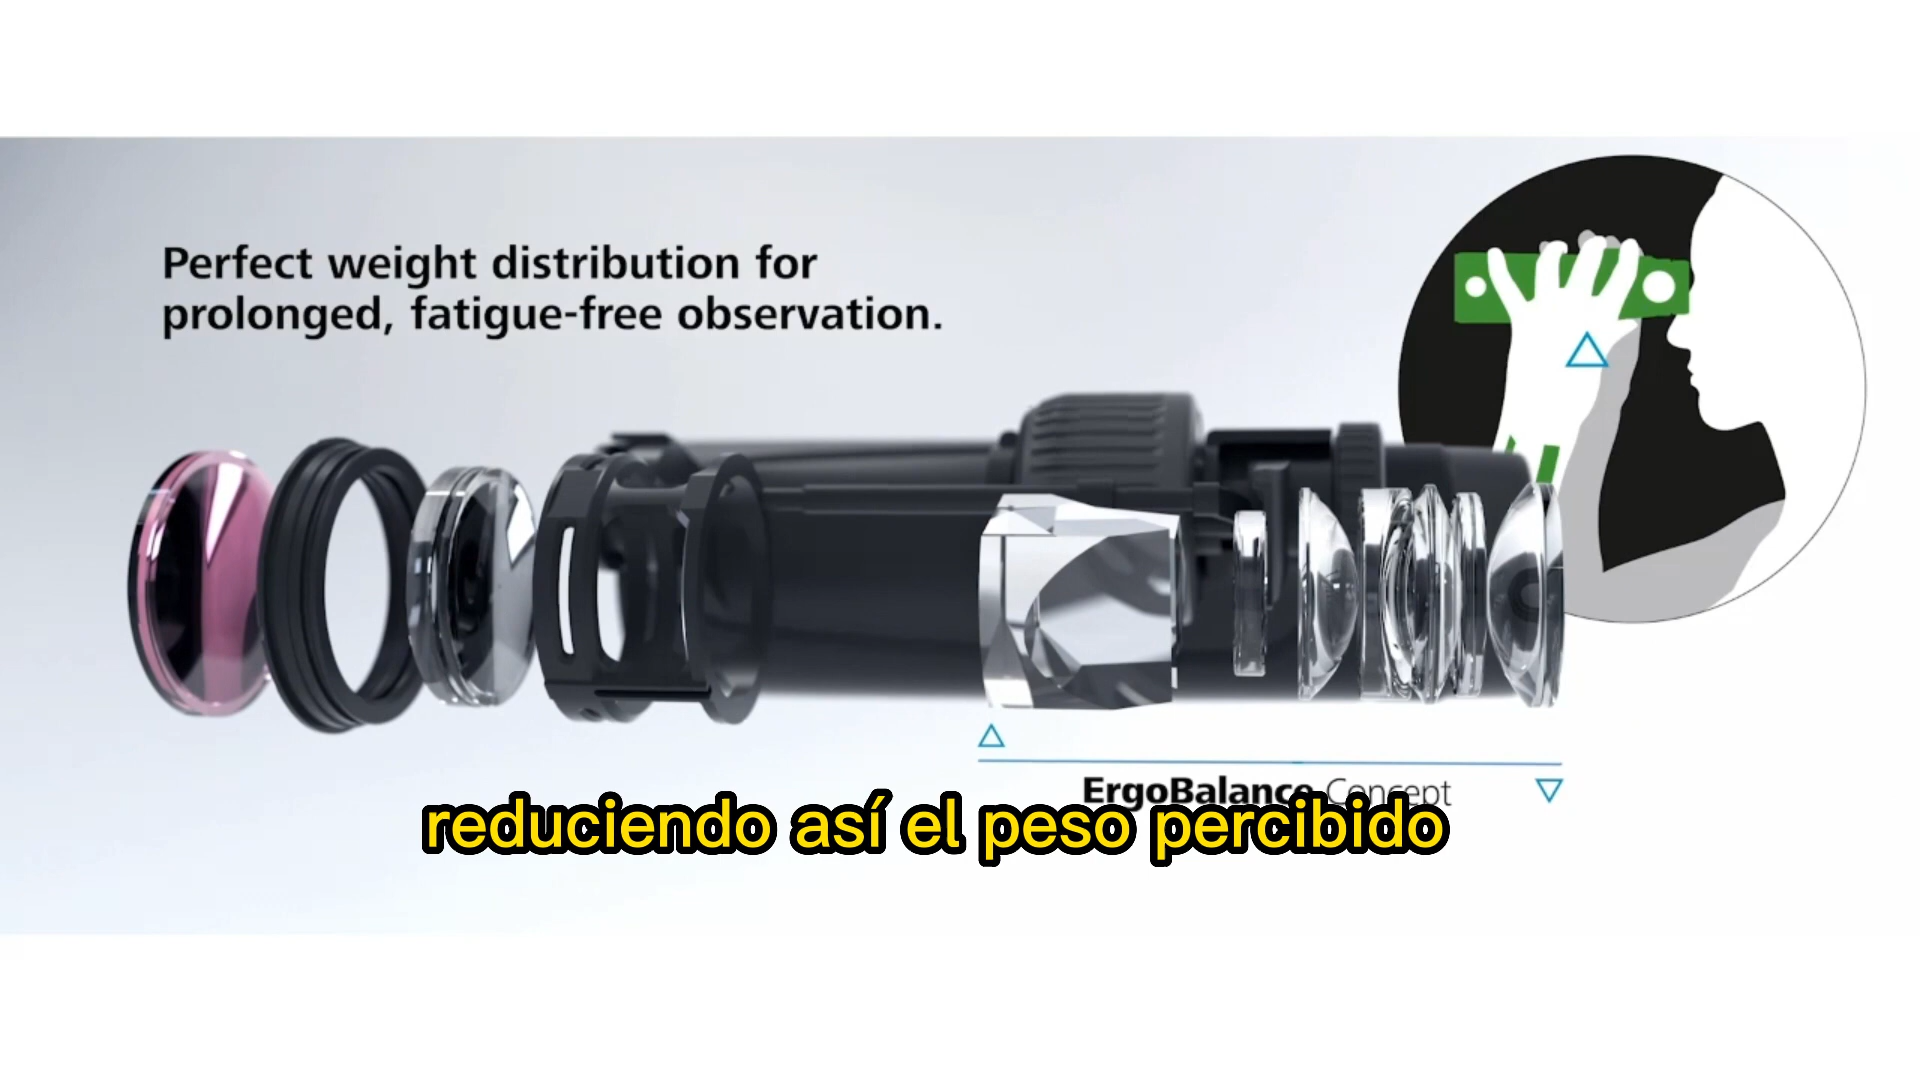 Perfect weight distribution for
prolonged, fatigue-free observation.
ErgoBalance Concept
reduciendo así el peso percibido